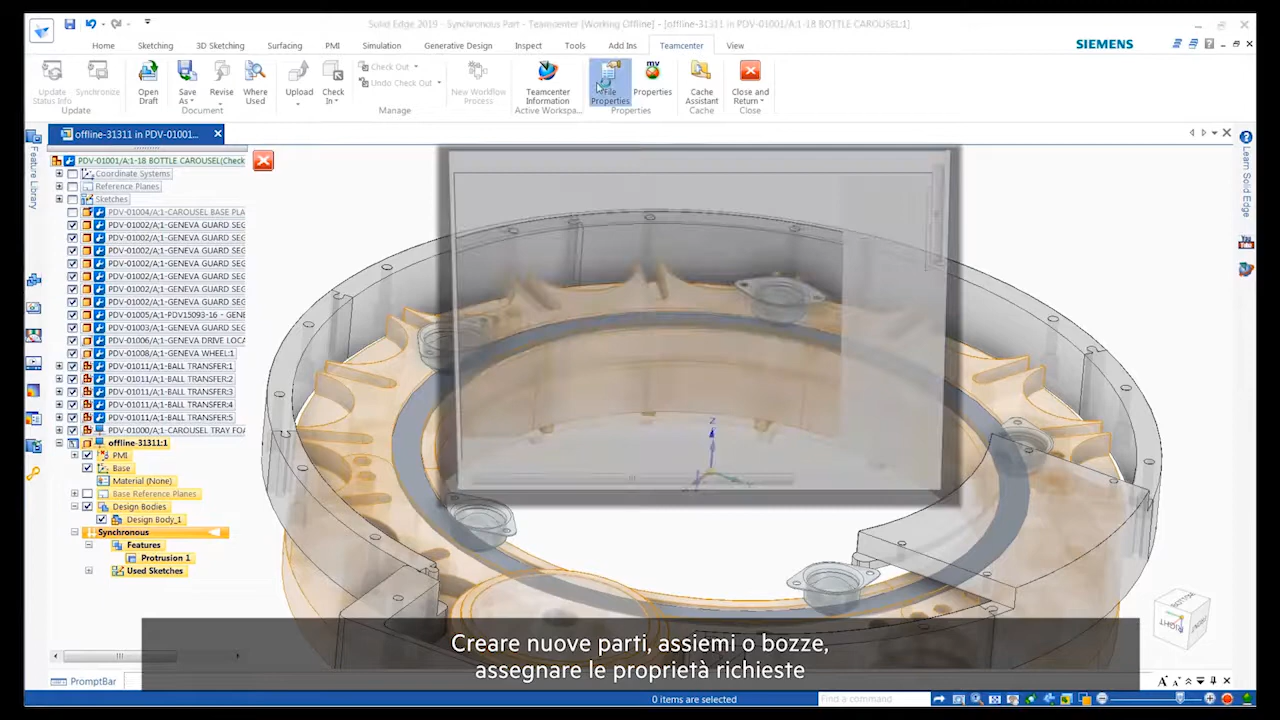 Solid Edge 2019 - Synchronous Part - Teamcenter [Working Offline] - [offline-31311 in PDV-01001/A;1-18 BOTTLE CAROUSEL:1]
Home Sketching 3D Sketching Surfacing PMI Simulation Generative Design Inspect Tools Add Ins Teamcenter View
SIEMENS
Update Status Info
Synchronize
Update
Open Draft
Save As
Revise
Where Used
Document
Upload
Check In
Check Out
Undo Check Out
Manage
New Workflow Process
Teamcenter Information
Active Workspa...
File Properties
Properties
Properties
Cache Assistant
Cache
Close and Return
Close
offline-31311 in PDV-01001...
Feature Library
Learn Solid Edge
You Tube
PDV-01001/A;1-18 BOTTLE CAROUSEL(Check
Coordinate Systems
Reference Planes
Sketches
PDV-01004/A;1-CAROUSEL BASE PLA
PDV-01002/A;1-GENEVA GUARD SEG
PDV-01002/A;1-GENEVA GUARD SEG
PDV-01002/A;1-GENEVA GUARD SEG
PDV-01002/A;1-GENEVA GUARD SEG
PDV-01002/A;1-GENEVA GUARD SEG
PDV-01002/A;1-GENEVA GUARD SEG
PDV-01002/A;1-GENEVA GUARD SEG
PDV-01005/A;1-PDV15093-16 - GENE
PDV-01003/A;1-GENEVA GUARD SEG
PDV-01006/A;1-GENEVA DRIVE LOCA
PDV-01008/A;1-GENEVA WHEEL:1
PDV-01011/A;1-BALL TRANSFER:1
PDV-01011/A;1-BALL TRANSFER:2
PDV-01011/A;1-BALL TRANSFER:3
PDV-01011/A;1-BALL TRANSFER:4
PDV-01011/A;1-BALL TRANSFER:5
PDV-01000/A;1-CAROUSEL TRAY FOA
offline-31311:1
PMI
Base
Material (None)
Base Reference Planes
Design Bodies
Design Body_1
Synchronous
Features
Protrusion 1
Used Sketches
Z
BOTTOM
RIGHT
Creare nuove parti, assiemi o bozze,
assegnare le proprietà richieste
PromptBar
0 items are selected
Find a command